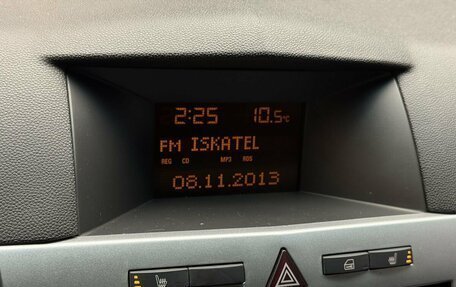 2:25 10.5°C
FM ISKATEL
REG CD MP3 RDS
08.11.2013